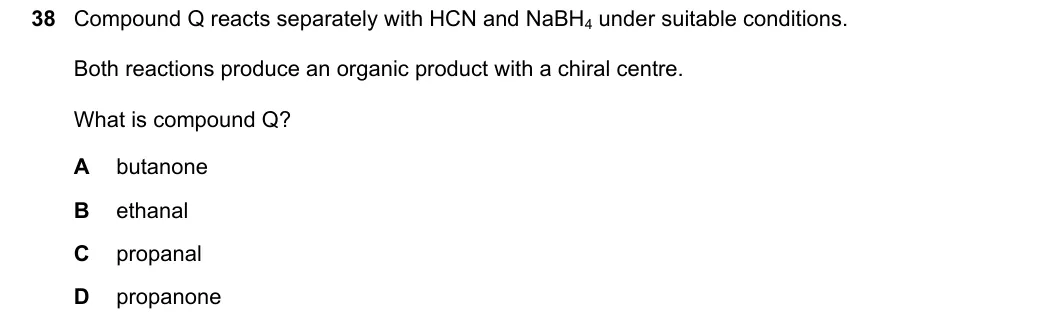 38 Compound Q reacts separately with HCN and NaBH₄ under suitable conditions.
Both reactions produce an organic product with a chiral centre.
What is compound Q?
A butanone
B ethanal
C propanal
D propanone